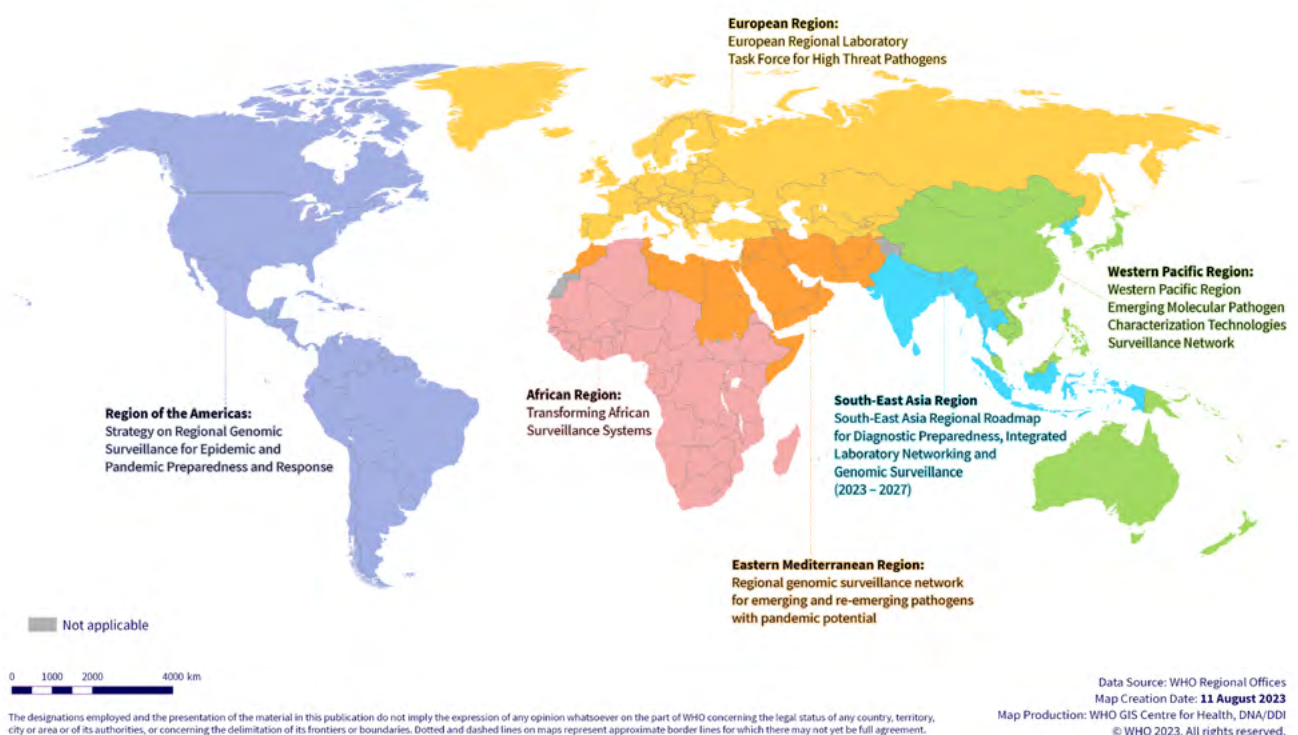 European Region:
European Regional Laboratory
Task Force for High Threat Pathogens
Western Pacific Region:
Western Pacific Region
Emerging Molecular Pathogen
Characterization Technologies
Surveillance Network
Region of the Americas:
Strategy on Regional Genomic
Surveillance for Epidemic and
Pandemic Preparedness and Response
African Region:
Transforming African
Surveillance Systems
South-East Asia Region
South-East Asia Regional Roadmap
for Diagnostic Preparedness, Integrated
Laboratory Networking and
Genomic Surveillance
(2023 – 2027)
Eastern Mediterranean Region:
Regional genomic surveillance network
for emerging and re-emerging pathogens
with pandemic potential
Not applicable
0 1000 2000 4000 km
The designations employed and the presentation of the material in this publication do not imply the expression of any opinion whatsoever on the part of WHO concerning the legal status of any country, territory,
city or area or of its authorities, or concerning the delimitation of its frontiers or boundaries. Dotted and dashed lines on maps represent approximate border lines for which there may not yet be full agreement.
Data Source: WHO Regional Offices
Map Creation Date: 11 August 2023
Map Production: WHO GIS Centre for Health, DNA/DDI
© WHO 2023. All rights reserved.